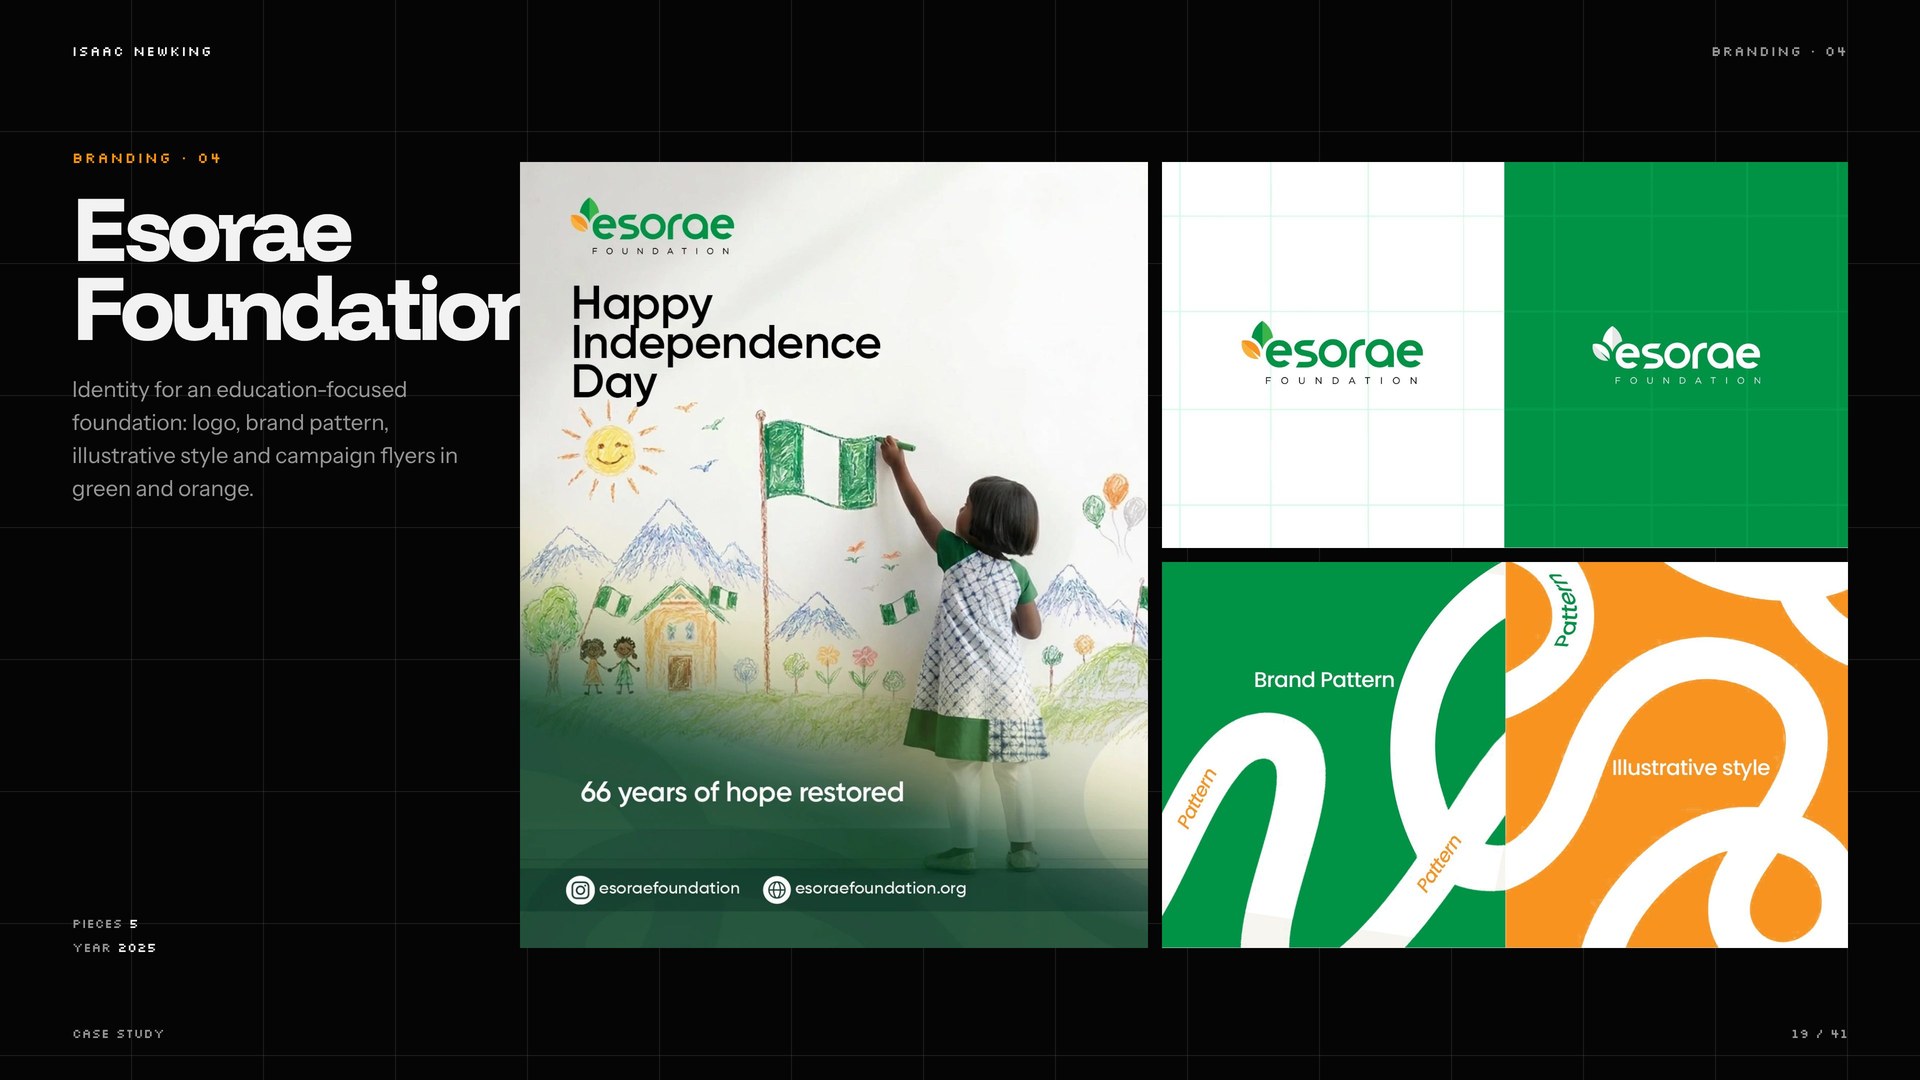 ISAAC NEWKING
BRANDING · 04
BRANDING · 04
Esorae
Foundation
Identity for an education-focused
foundation: logo, brand pattern,
illustrative style and campaign flyers in
green and orange.
PIECES 5
YEAR 2025
CASE STUDY
19 / 41
esorae
FOUNDATION
Happy
Independence
Day
66 years of hope restored
esoraefoundation
esoraefoundation.org
esorae
FOUNDATION
esorae
FOUNDATION
Brand Pattern
Pattern
Pattern
Pattern
Illustrative style